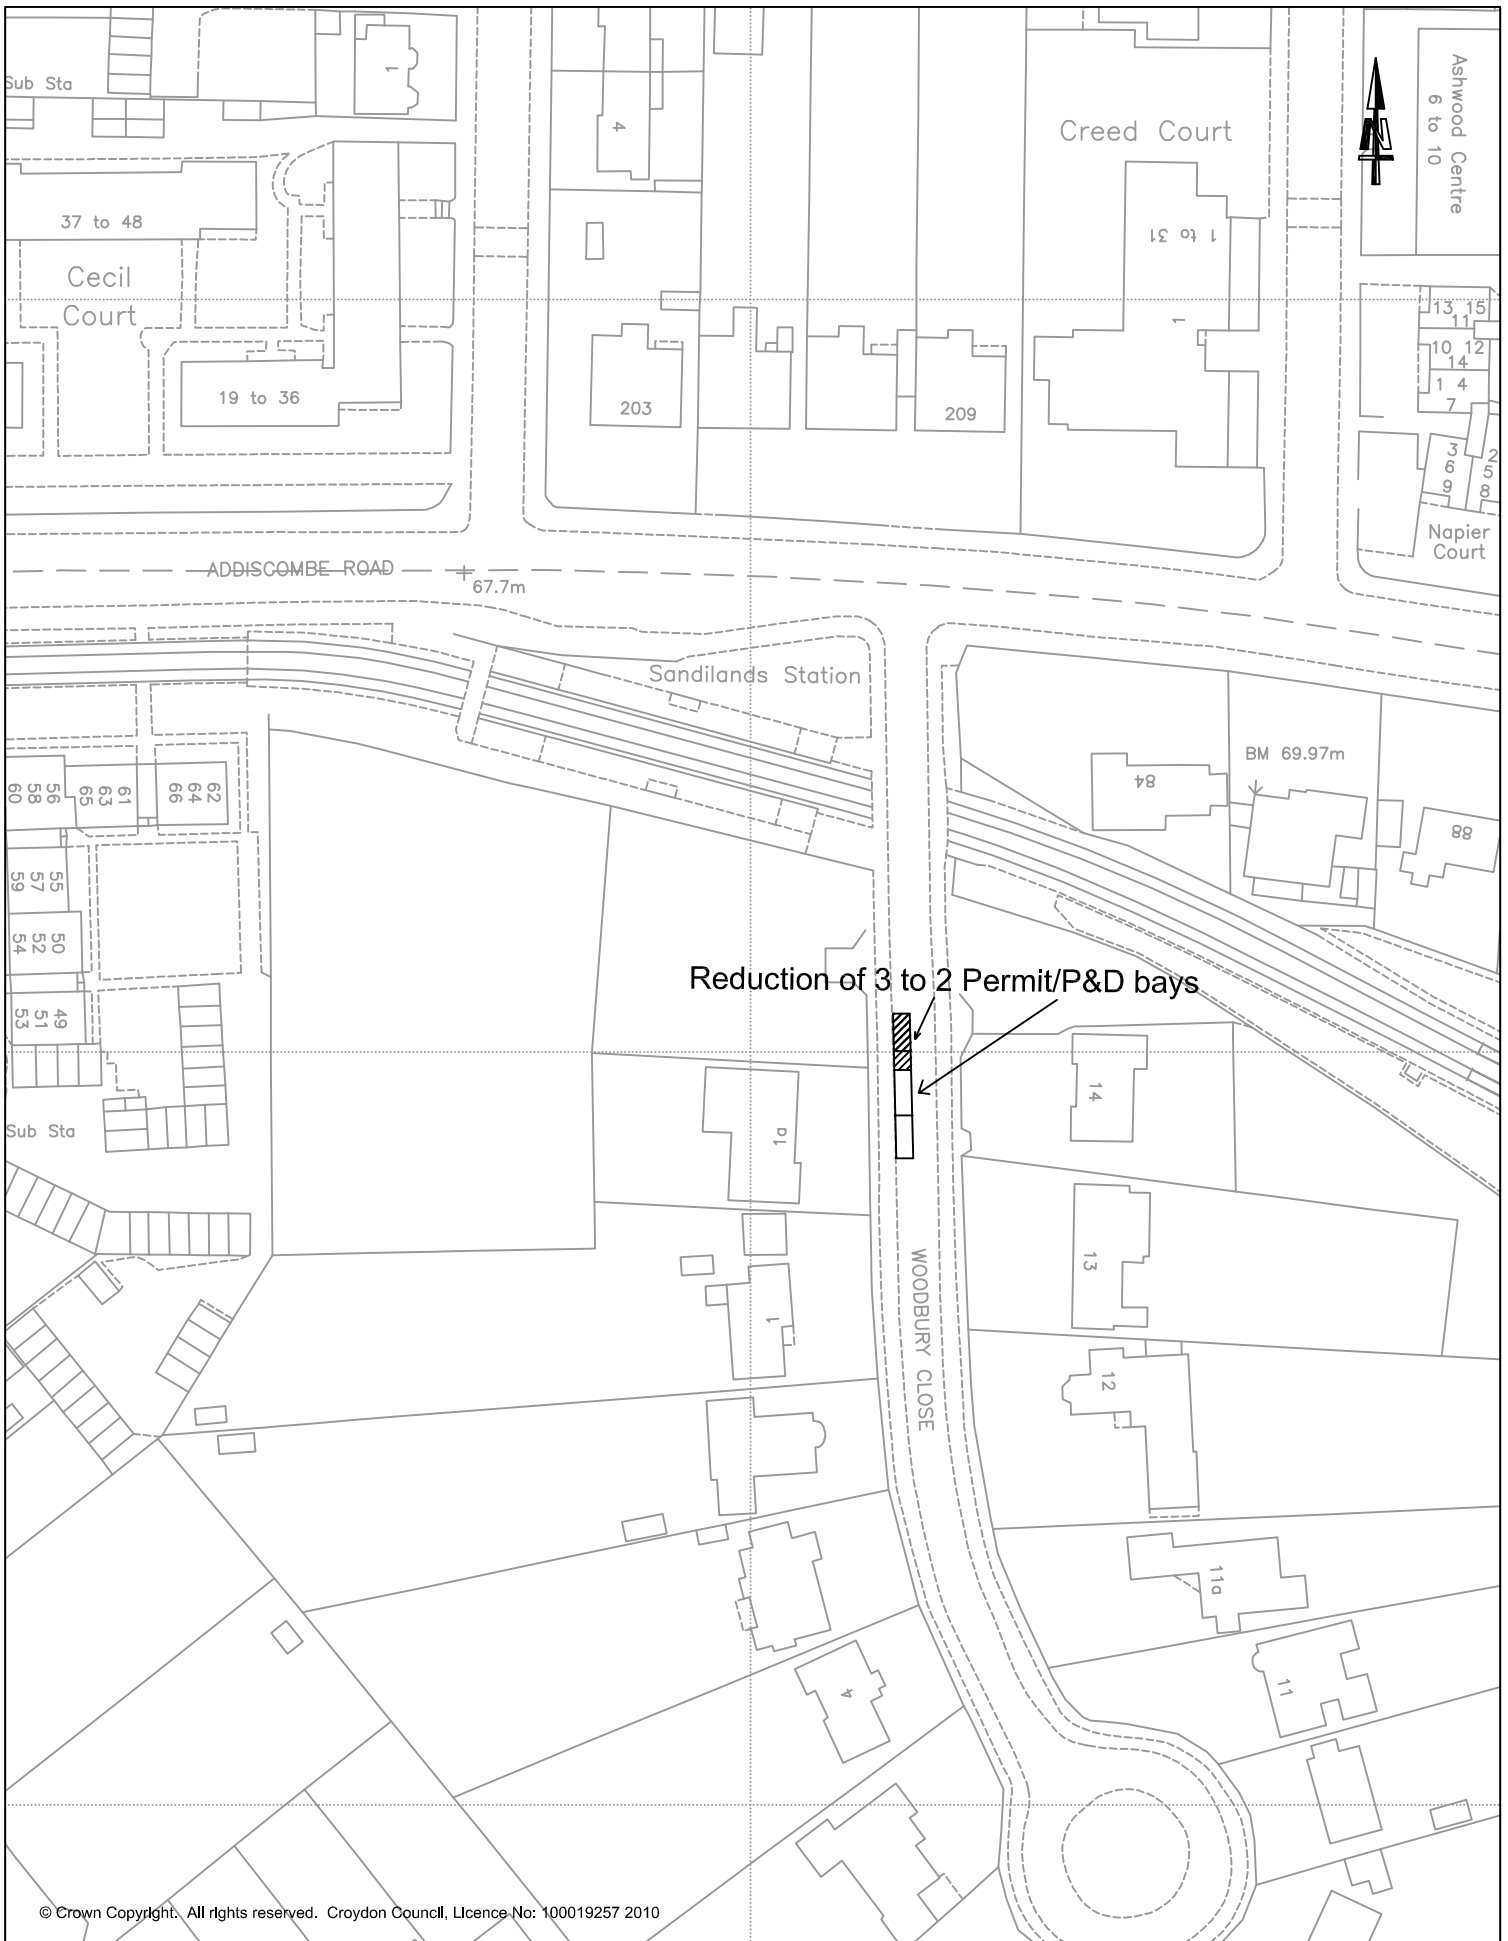 Sub Sta
1
4
Creed Court
Ashwood Centre
6 to 10
N
37 to 48
1 to 31
Cecil
Court
13 15
11
1
10 12
14
19 to 36
1 4
7
203
209
3
6
9
2
5
8
Napier
Court
ADDISCOMBE ROAD
67.7m
Sandilands Station
BM 69.97m
84
88
56
58
60
61
63
65
62
64
66
55
57
59
50
52
54
49
51
53
Reduction of 3 to 2 Permit/P&D bays
14
Sub Sta
1a
13
WOODBURY CLOSE
1
12
11a
11
4
© Crown Copyright. All rights reserved. Croydon Council, Licence No: 100019257 2010